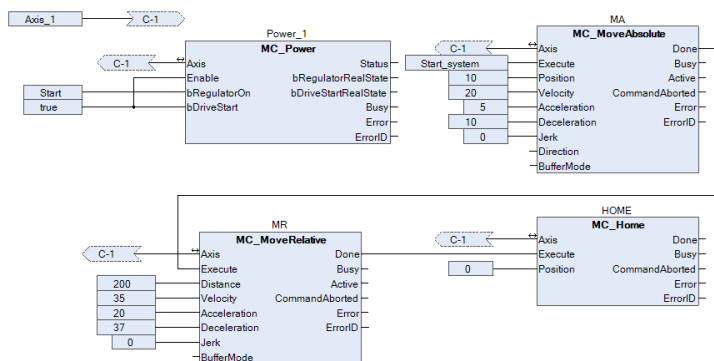 Axis_1
C-1
Power_1
MC_Power
C-1
Axis
Status
Enable
bRegulatorRealState
Start
bRegulatorOn
bDriveStartRealState
true
bDriveStart
Busy
Error
ErrorID
MA
MC_MoveAbsolute
C-1
Axis
Done
Start_system
Execute
Busy
10
Position
Active
20
Velocity
CommandAborted
5
Acceleration
Error
10
Deceleration
ErrorID
0
Jerk
Direction
BufferMode
MR
MC_MoveRelative
C-1
Axis
Done
Execute
Busy
200
Distance
Active
35
Velocity
CommandAborted
20
Acceleration
Error
37
Deceleration
ErrorID
0
Jerk
BufferMode
HOME
MC_Home
C-1
Axis
Done
Execute
Busy
0
Position
CommandAborted
Error
ErrorID